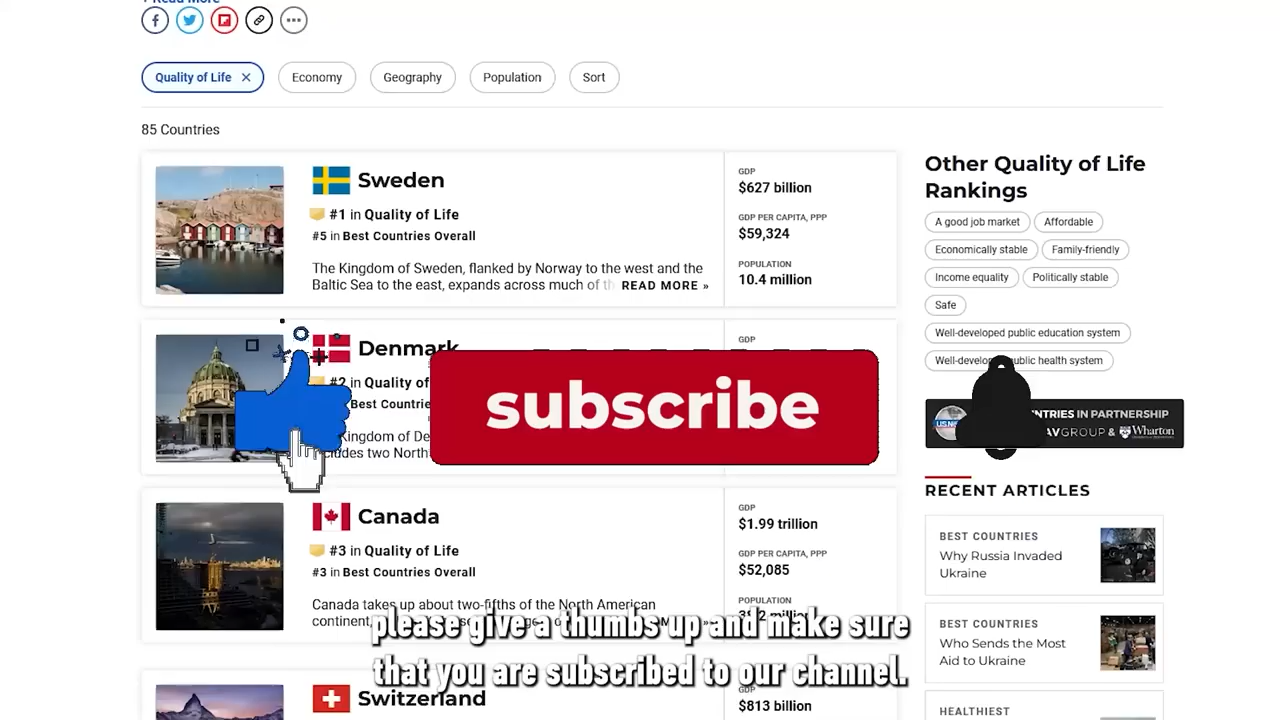 + Read More
Quality of Life ×
Economy
Geography
Population
Sort
85 Countries
Sweden
#1 in Quality of Life
#5 in Best Countries Overall
The Kingdom of Sweden, flanked by Norway to the west and the
Baltic Sea to the east, expands across much of th READ MORE »
GDP
$627 billion
GDP PER CAPITA, PPP
$59,324
POPULATION
10.4 million
Denmark
#2 in Quality of
Best Countrie
Kingdom of De
two North
GDP
subscribe
Canada
#3 in Quality of Life
#3 in Best Countries Overall
Canada takes up about two-fifths of the North American
continent,
GDP
$1.99 trillion
GDP PER CAPITA, PPP
$52,085
POPULATION
please give a thumbs up and make sure
that you are subscribed to our channel.
Switzerland
GDP
$813 billion
Other Quality of Life
Rankings
A good job market
Affordable
Economically stable
Family-friendly
Income equality
Politically stable
Safe
Well-developed public education system
Well-develop public health system
NTRIES IN PARTNERSHIP
AVGROUP & Wharton
RECENT ARTICLES
BEST COUNTRIES
Why Russia Invaded
Ukraine
BEST COUNTRIES
Who Sends the Most
Aid to Ukraine
HEALTHIEST